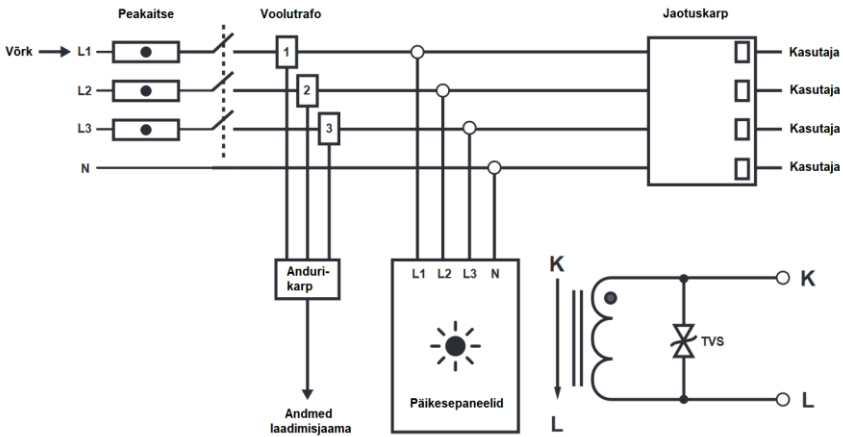 Peakaitse
Voolutrafo
Jaotuskarp
Võrk
L1
1
Kasutaja
L2
2
Kasutaja
L3
3
Kasutaja
N
Kasutaja
Anduri-
karp
L1 L2 L3 N
Päikesepaneelid
Andmed
laadimisjaama
K
L
K
TVS
L